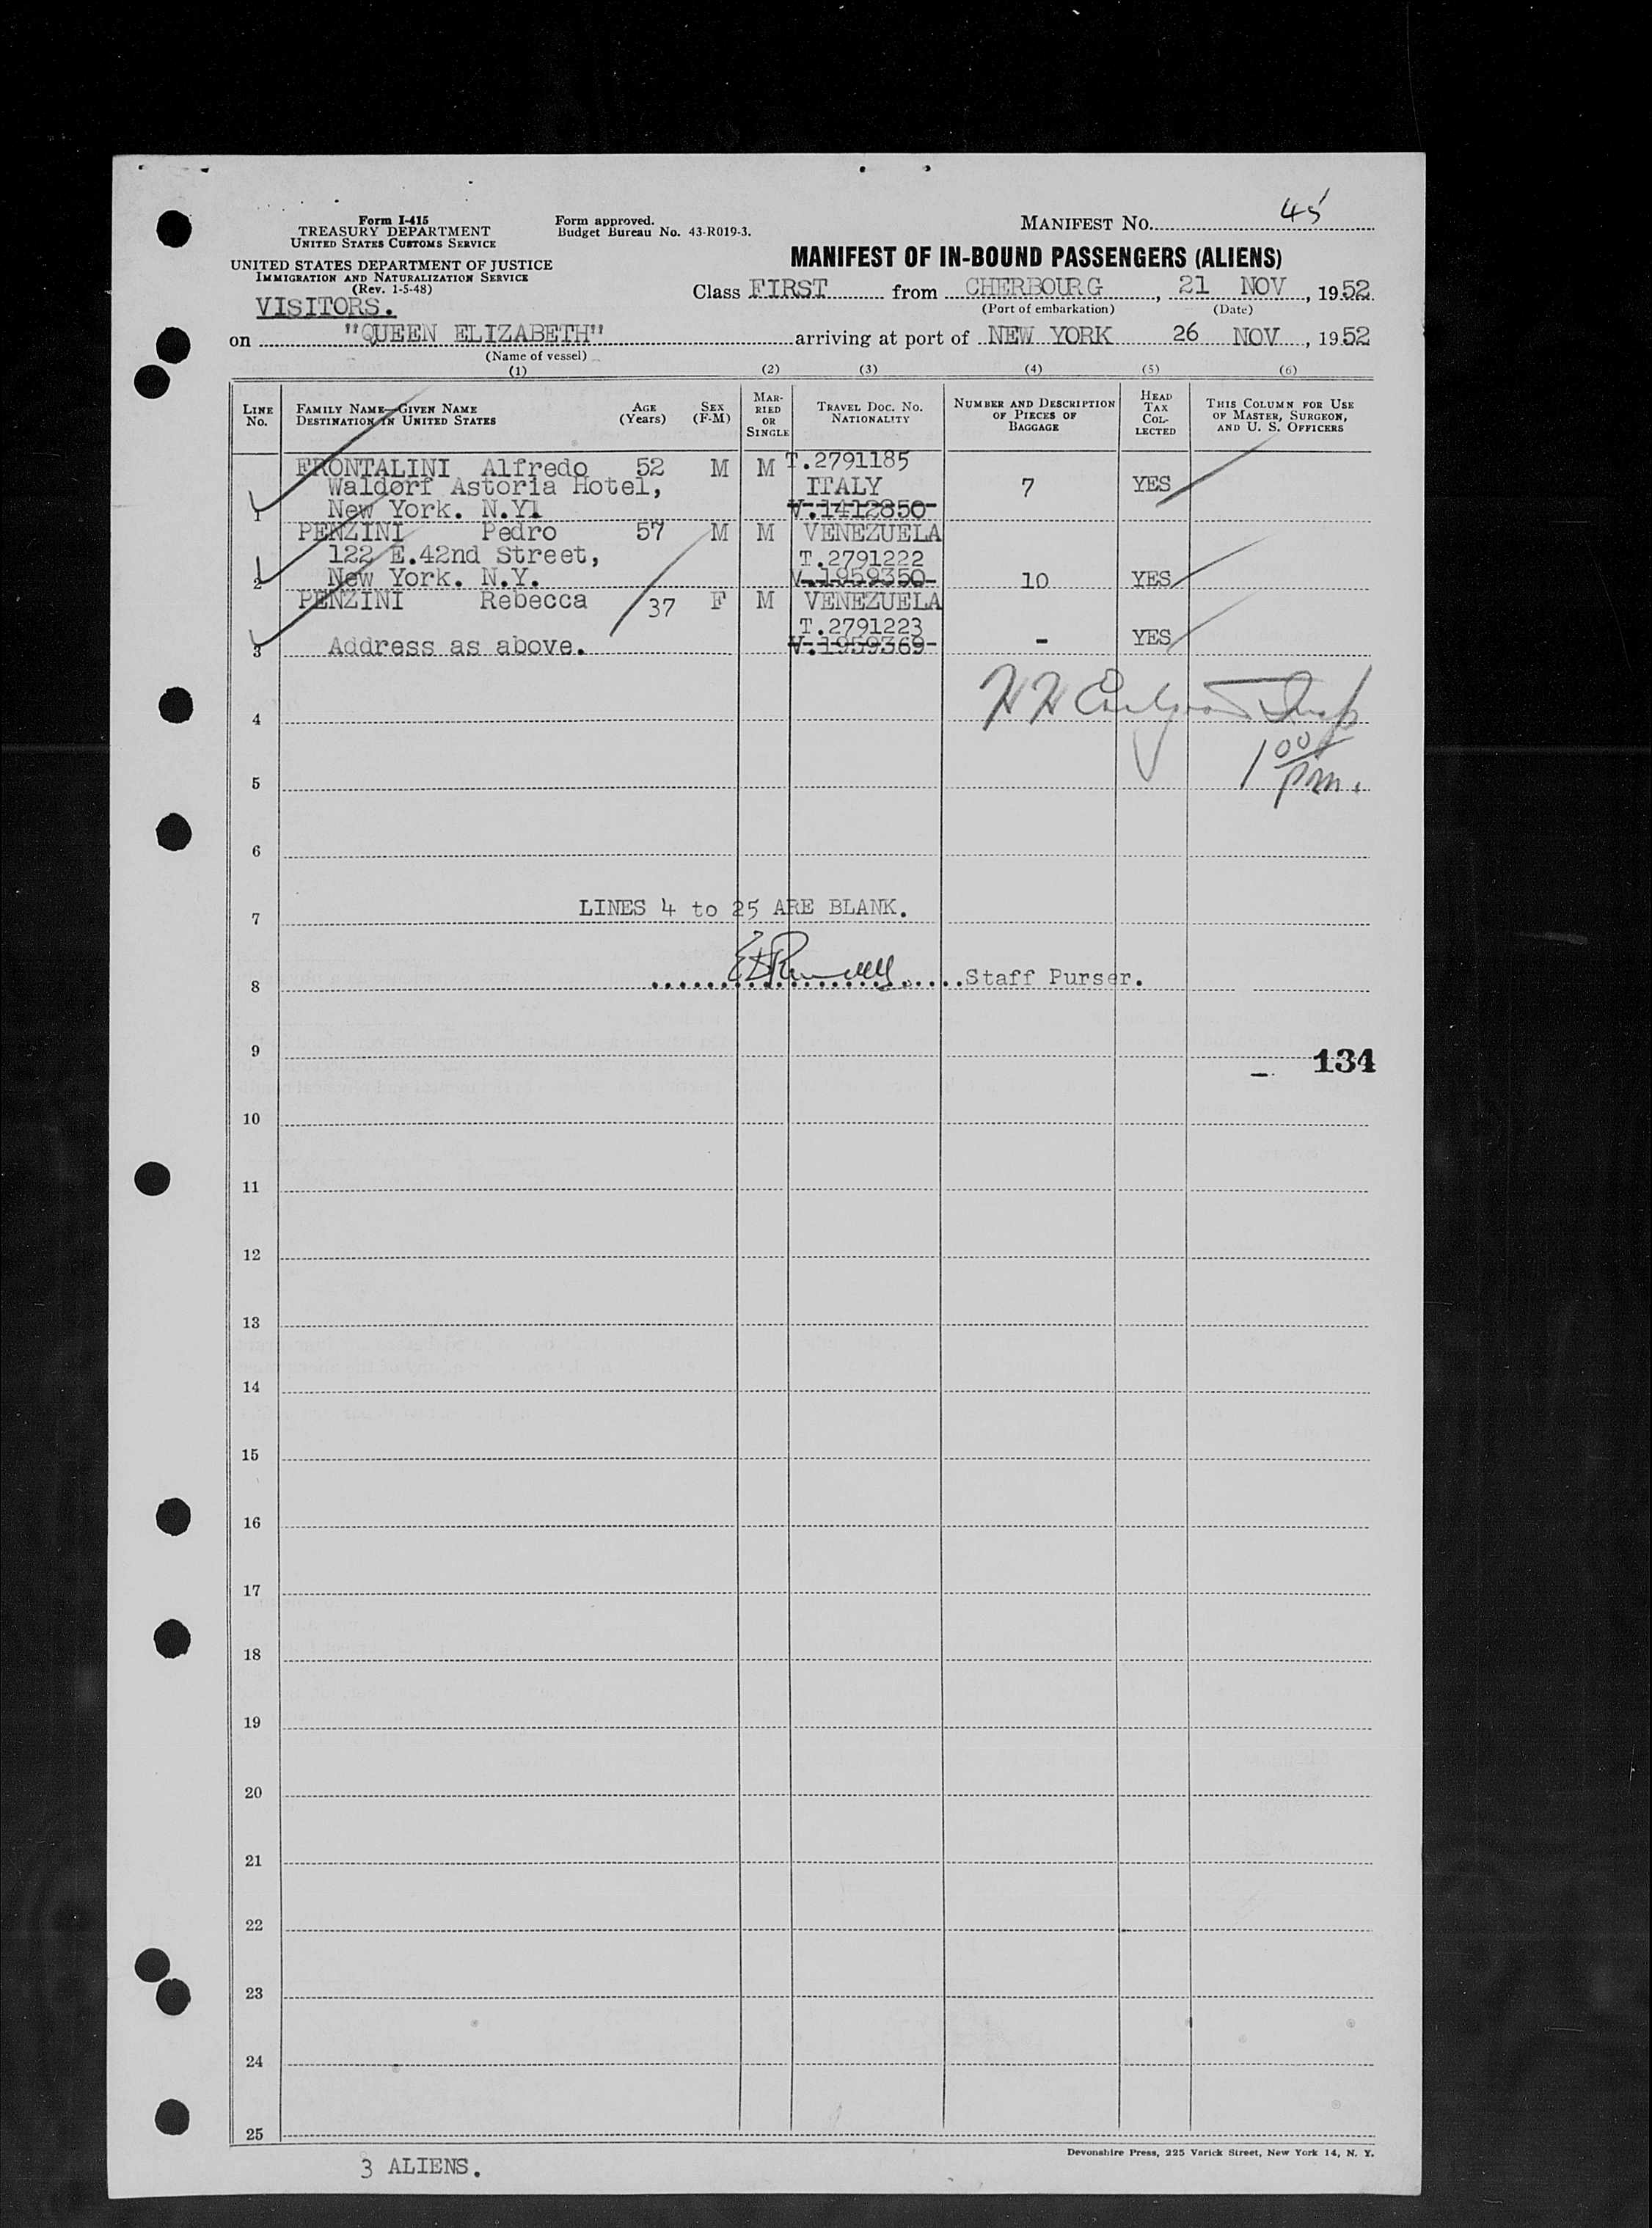 Form I-415
TREASURY DEPARTMENT
UNITED STATES CUSTOMS SERVICE
Form approved.
Budget Bureau No. 43-R019-3.
MANIFEST NO. 45
UNITED STATES DEPARTMENT OF JUSTICE
IMMIGRATION AND NATURALIZATION SERVICE
(Rev. 1-5-48)
VISITORS.
MANIFEST OF IN-BOUND PASSENGERS (ALIENS)
Class FIRST from CHERBOURG, 21 NOV, 1952
(Port of embarkation) (Date)
on "QUEEN ELIZABETH" arriving at port of NEW YORK 26 NOV, 1952
(Name of vessel)
(1) (2) (3) (4) (5) (6)
LINE No.
FAMILY NAME—GIVEN NAME
DESTINATION IN UNITED STATES
AGE (Years)
SEX (F-M)
MARRIED OR SINGLE
TRAVEL DOC. NO. NATIONALITY
NUMBER AND DESCRIPTION OF PIECES OF BAGGAGE
HEAD TAX COLLECTED
THIS COLUMN FOR USE OF MASTER, SURGEON, AND U. S. OFFICERS
FRONTALINI Alfredo 52 M M T.2791185
Waldorf Astoria Hotel, ITALY 7 YES
1 New York. N.Y1 V.1412850
PENZINI Pedro 57 M M VENEZUELA
122 E.42nd Street, T.2791222
2 New York. N.Y. V.1959350 10 YES
PENZINI Rebecca 37 F M VENEZUELA
T.2791223
3 Address as above. V.1959369 - YES
4
1 00 pm.
5
6
LINES 4 to 25 ARE BLANK.
7
8 Staff Purser.
9
134
10
11
12
13
14
15
16
17
18
19
20
21
22
23
24
25
Devonshire Press, 225 Varick Street, New York 14, N. Y.
3 ALIENS.